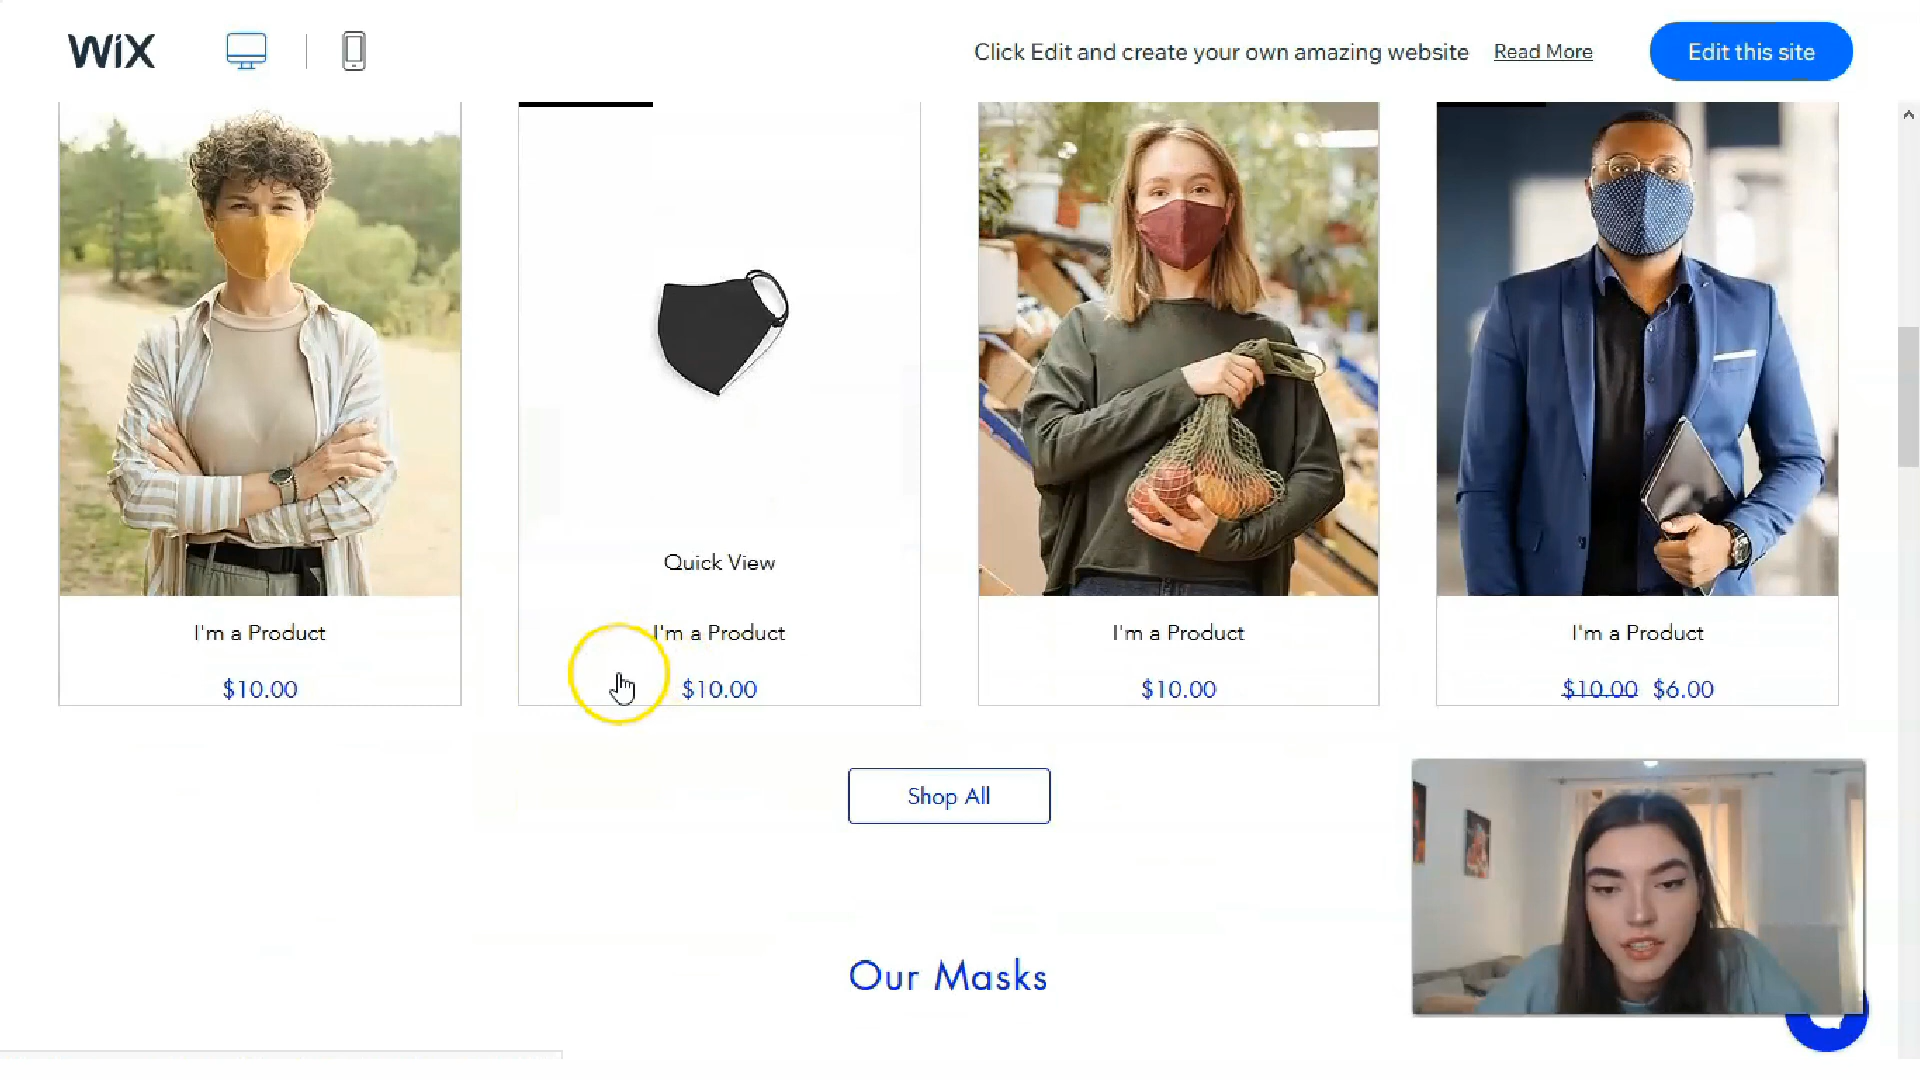 WiX
Click Edit and create your own amazing website Read More
Edit this site
Quick View
I'm a Product
$10.00
I'm a Product
$10.00
I'm a Product
$10.00
I'm a Product
$10.00 $6.00
Shop All
Our Masks